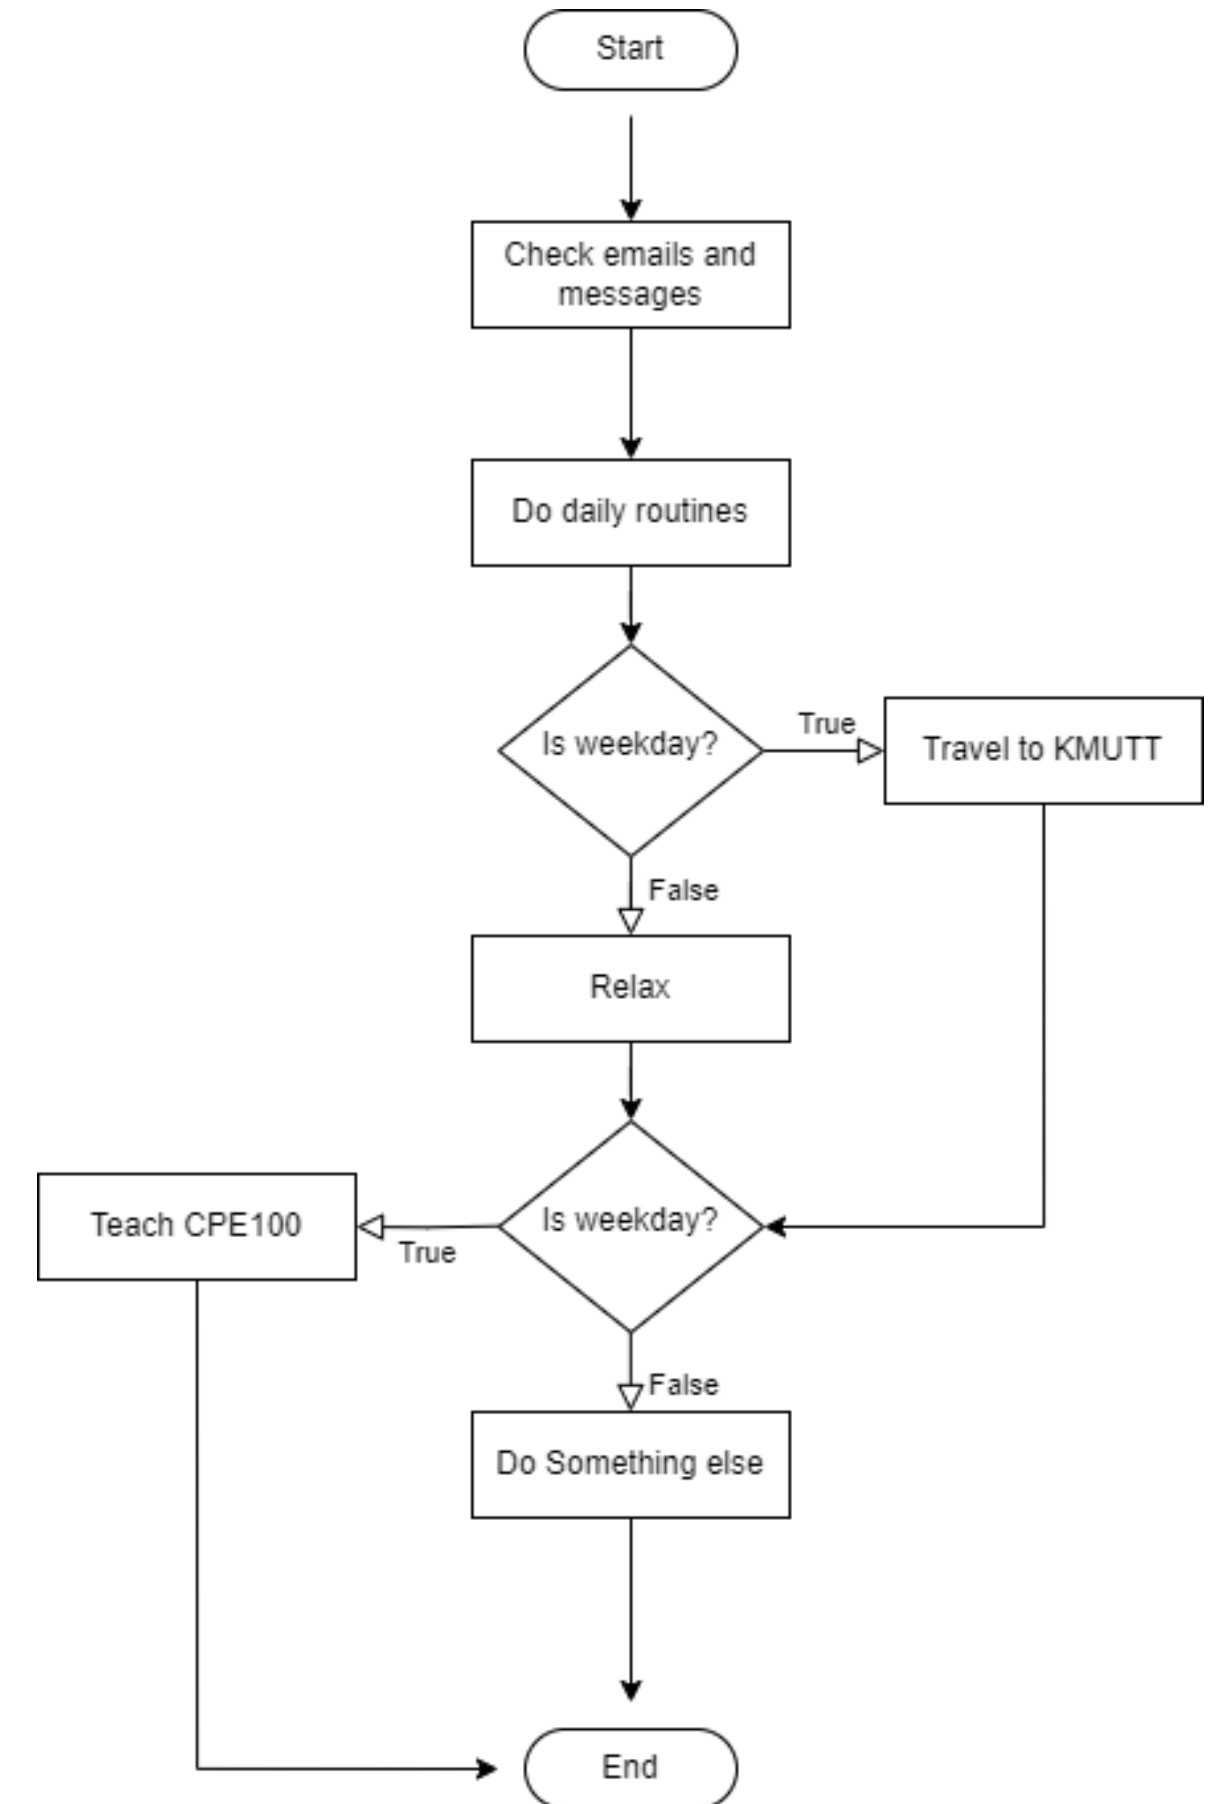 Start
Check emails and
messages
Do daily routines
Is weekday?
True
Travel to KMUTT
False
Relax
Is weekday?
True
Teach CPE100
False
Do Something else
End